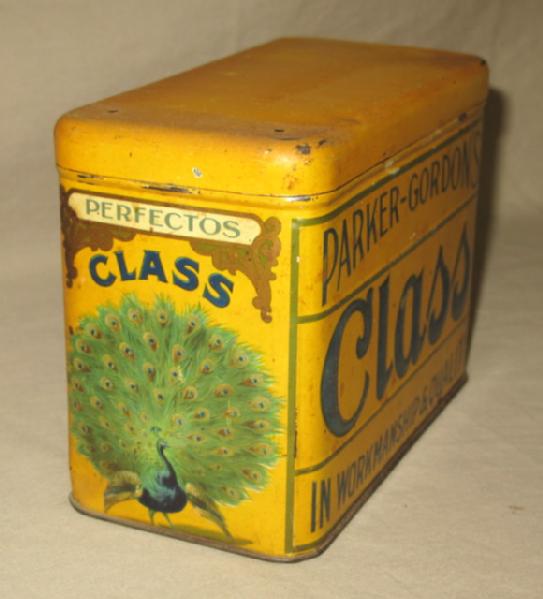 PERFECTOS
CLASS
PARKER-GORDON'S
Class
IN WORKMANSHIP & QUALITY